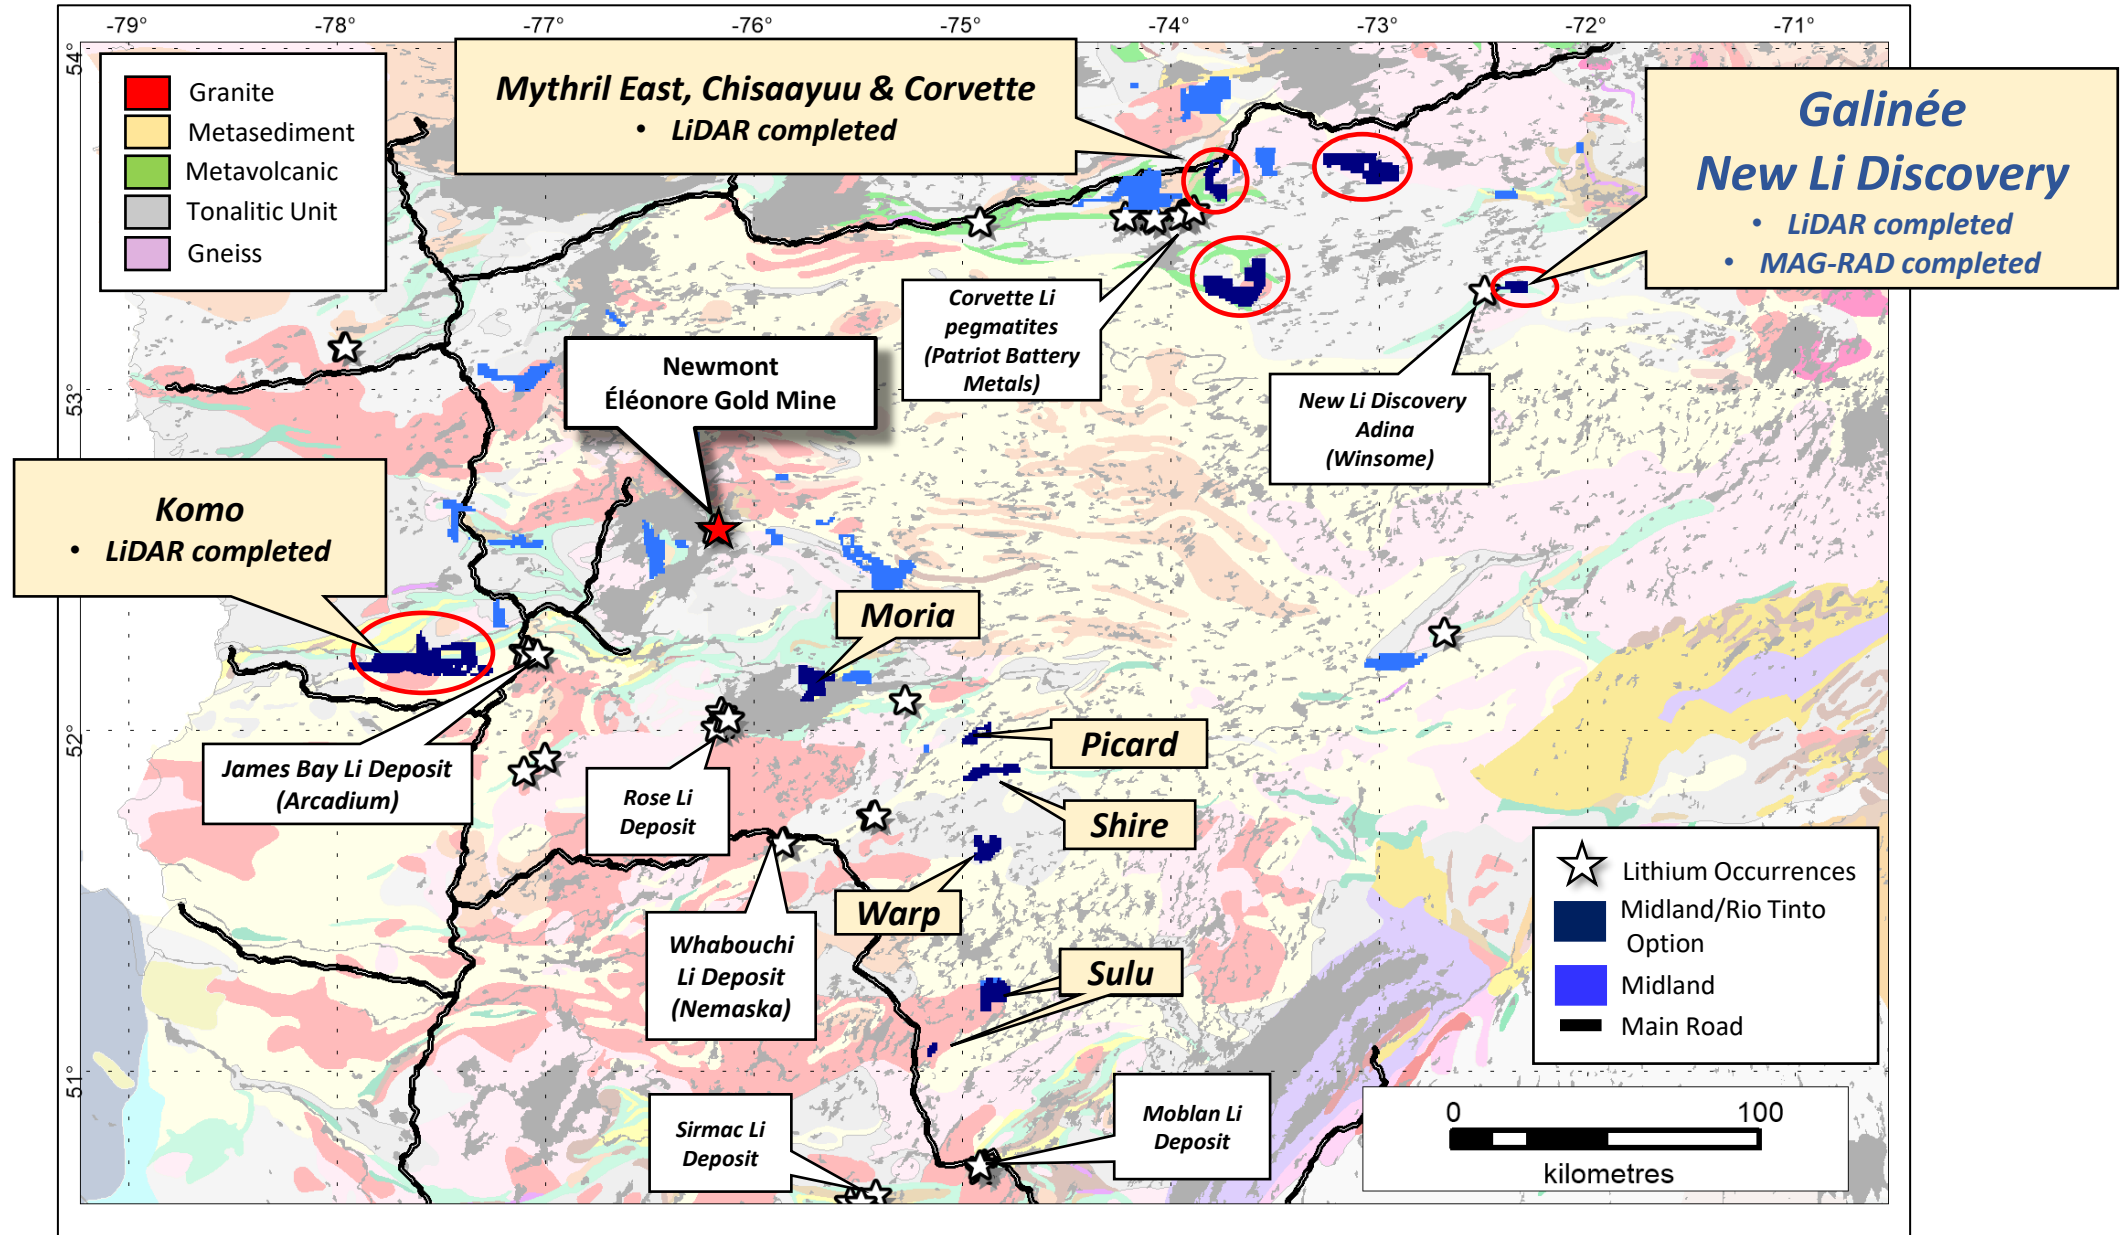 -79°
-78°
-77°
-76°
-75°
-74°
-73°
-72°
-71°
54°
53°
52°
51°
Granite
Metasediment
Metavolcanic
Tonalitic Unit
Gneiss
Mythril East, Chisaayuu & Corvette
• LiDAR completed
Galinée
New Li Discovery
• LiDAR completed
• MAG-RAD completed
Corvette Li
pegmatites
(Patriot Battery
Metals)
Newmont
Éléonore Gold Mine
New Li Discovery
Adina
(Winsome)
Komo
• LiDAR completed
Moria
James Bay Li Deposit
(Arcadium)
Rose Li
Deposit
Picard
Shire
Warp
Whabouchi
Li Deposit
(Nemaska)
Sulu
Sirmac Li
Deposit
Moblan Li
Deposit
Lithium Occurrences
Midland/Rio Tinto
Option
Midland
Main Road
0 100
kilometres